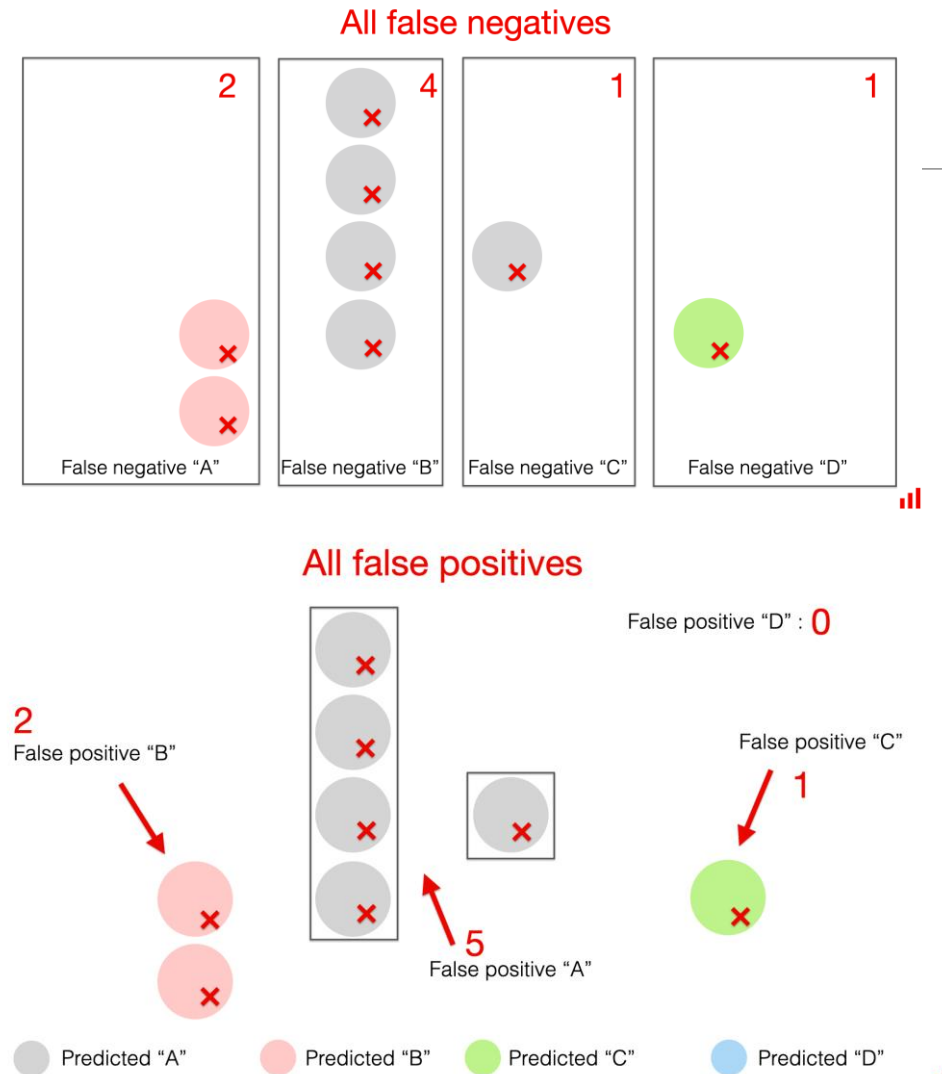 All false negatives
2
4
1
1
False negative “A”
False negative “B”
False negative “C”
False negative “D”
All false positives
False positive “D” : 0
2
False positive “B”
False positive “C”
1
5
False positive “A”
Predicted “A”
Predicted “B”
Predicted “C”
Predicted “D”